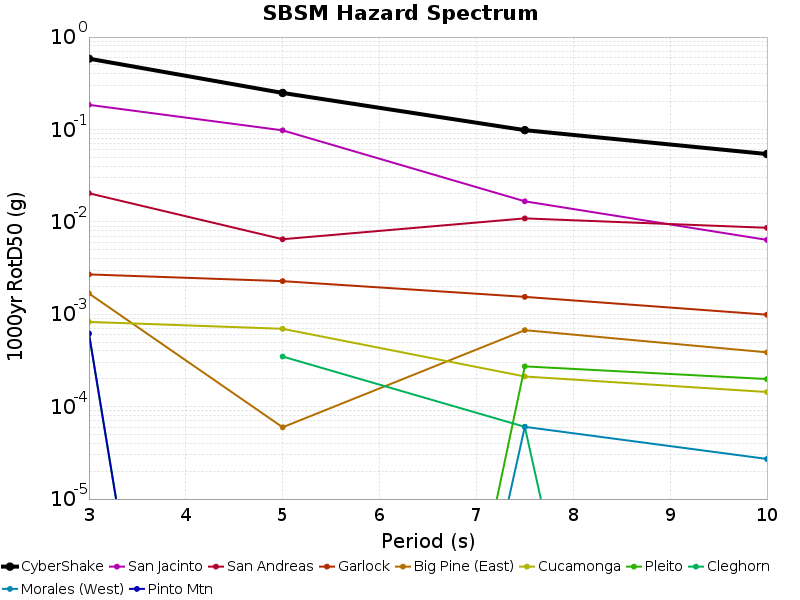 SBSM Hazard Spectrum
1000yr RotD50 (g)
10^0
10^-1
10^-2
10^-3
10^-4
10^-5
3 4 5 6 7 8 9 10
Period (s)
CyberShake San Jacinto San Andreas Garlock Big Pine (East) Cucamonga Pleito Cleghorn
Morales (West) Pinto Mtn